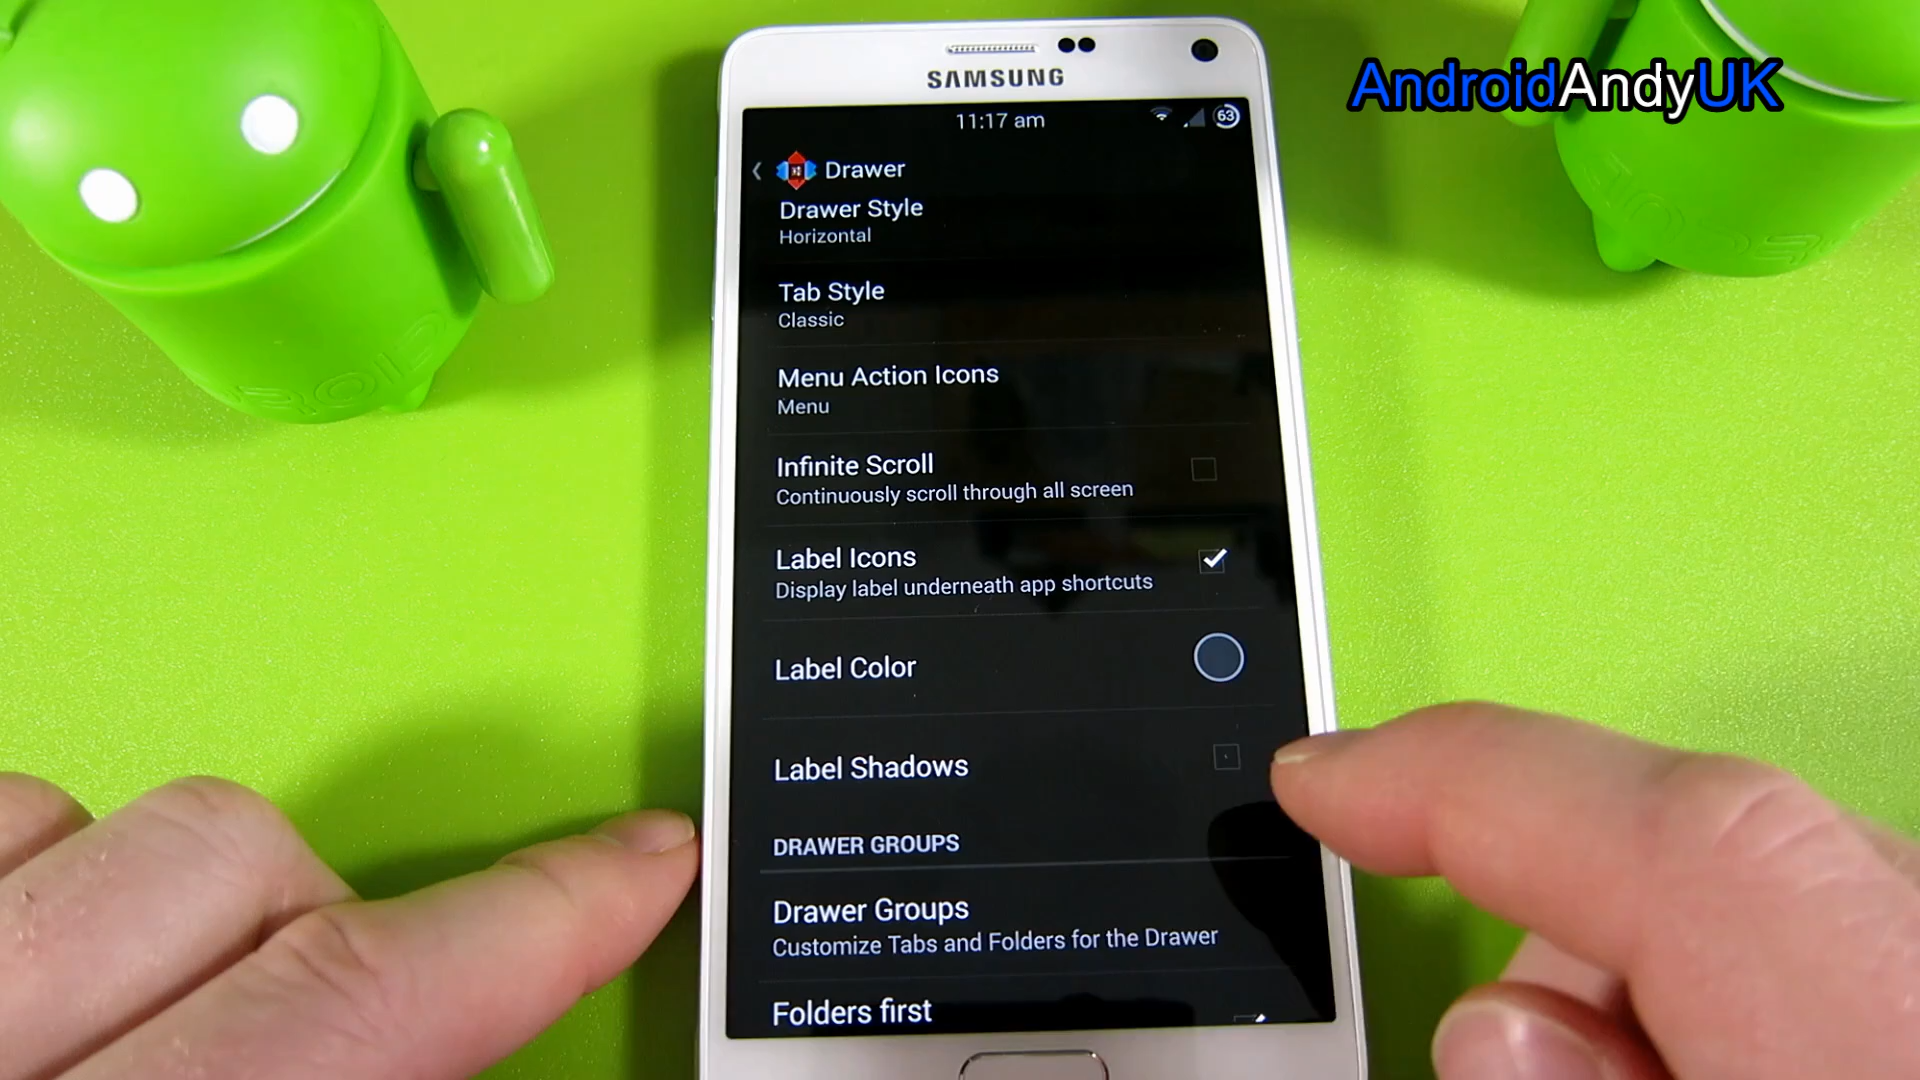 AndroidAndyUK
SAMSUNG
11:17 am
63
Drawer
Drawer Style
Horizontal
Tab Style
Classic
Menu Action Icons
Menu
Infinite Scroll
Continuously scroll through all screen
Label Icons
Display label underneath app shortcuts
Label Color
Label Shadows
DRAWER GROUPS
Drawer Groups
Customize Tabs and Folders for the Drawer
Folders first